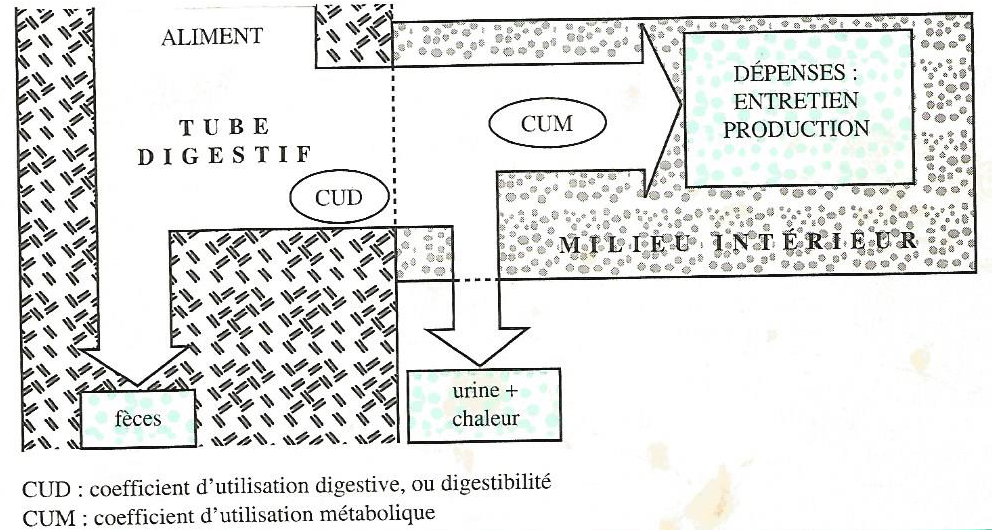 ALIMENT
TUBE
DIGESTIF
CUD
CUM
DÉPENSES :
ENTRETIEN
PRODUCTION
MILIEU INTÉRIEUR
fèces
urine +
chaleur
CUD : coefficient d'utilisation digestive, ou digestibilité
CUM : coefficient d'utilisation métabolique